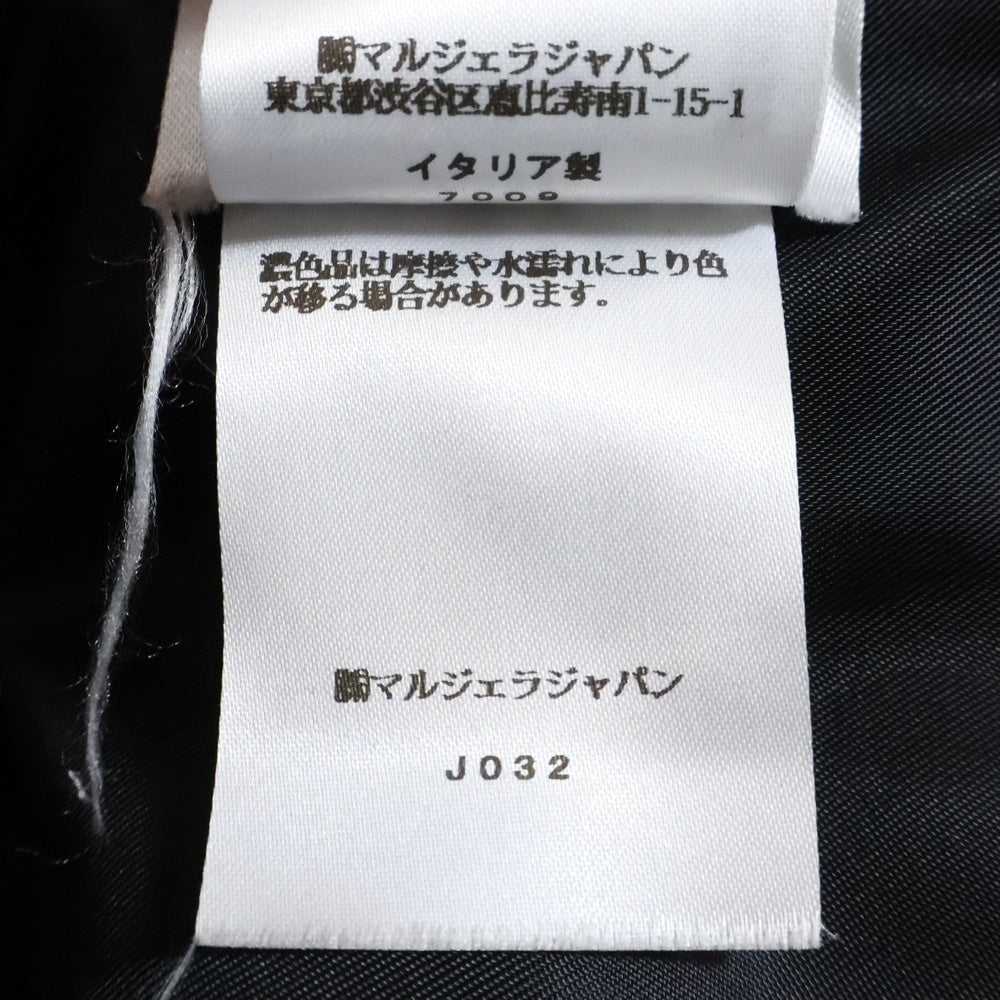 ㈱マルジェラジャパン
東京都渋谷区恵比寿南1-15-1
イタリア製
7009
濃色品は摩擦や水濡れにより色
が移る場合があります。
㈱マルジェラジャパン
J032